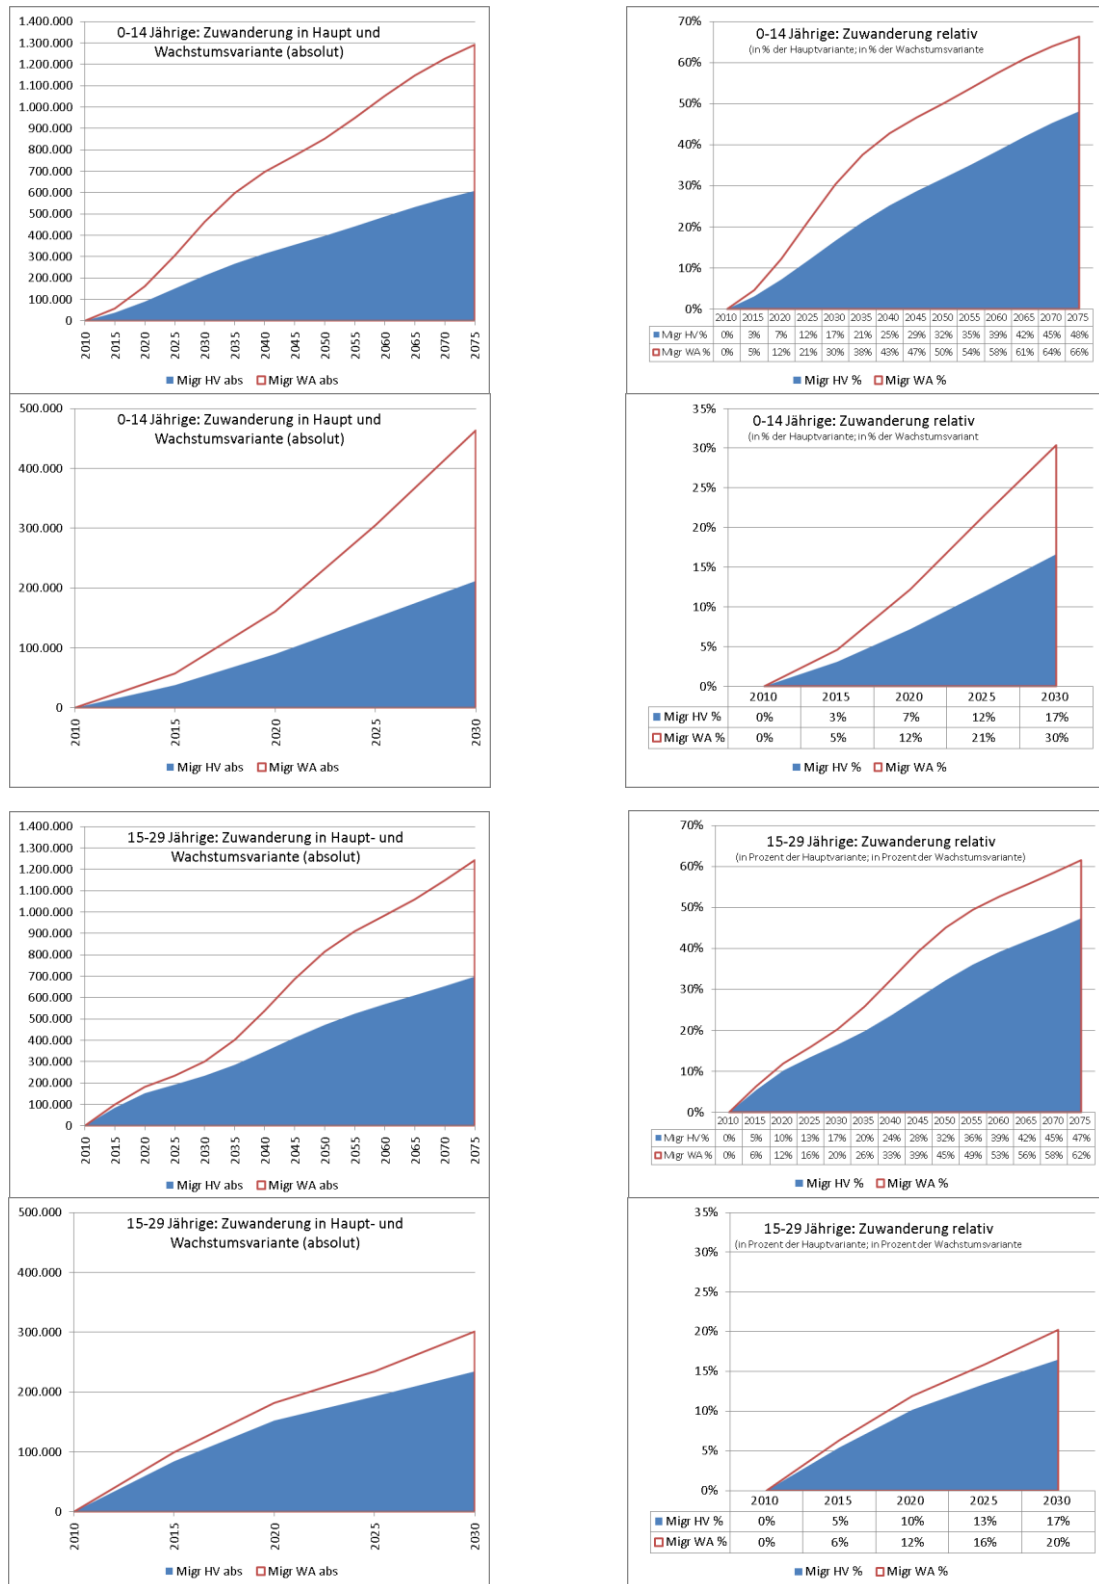 0-14 Jährige: Zuwanderung in Haupt und
Wachstumsvariante (absolut)
1.400.000
1.300.000
1.200.000
1.100.000
1.000.000
900.000
800.000
700.000
600.000
500.000
400.000
300.000
200.000
100.000
0
2010 2015 2020 2025 2030 2035 2040 2045 2050 2055 2060 2065 2070 2075
Migr HV abs Migr WA abs
0-14 Jährige: Zuwanderung relativ
(in % der Hauptvariante; in % der Wachstumsvariante
70%
60%
50%
40%
30%
20%
10%
0%
2010 2015 2020 2025 2030 2035 2040 2045 2050 2055 2060 2065 2070 2075
Migr HV % 0% 3% 7% 12% 17% 21% 25% 29% 32% 35% 39% 42% 45% 48%
Migr WA % 0% 5% 12% 21% 30% 38% 43% 47% 50% 54% 58% 61% 64% 66%
Migr HV % Migr WA %
0-14 Jährige: Zuwanderung in Haupt und
Wachstumsvariante (absolut)
500.000
400.000
300.000
200.000
100.000
0
2010 2015 2020 2025 2030
Migr HV abs Migr WA abs
0-14 Jährige: Zuwanderung relativ
(in % der Hauptvariante; in % der Wachstumsvariant
35%
30%
25%
20%
15%
10%
5%
0%
2010 2015 2020 2025 2030
Migr HV % 0% 3% 7% 12% 17%
Migr WA % 0% 5% 12% 21% 30%
Migr HV % Migr WA %
15-29 Jährige: Zuwanderung in Haupt- und
Wachstumsvariante (absolut)
1.400.000
1.300.000
1.200.000
1.100.000
1.000.000
900.000
800.000
700.000
600.000
500.000
400.000
300.000
200.000
100.000
0
2010 2015 2020 2025 2030 2035 2040 2045 2050 2055 2060 2065 2070 2075
Migr HV abs Migr WA abs
15-29 Jährige: Zuwanderung relativ
(in Prozent der Hauptvariante; in Prozent der Wachstumsvariante)
70%
60%
50%
40%
30%
20%
10%
0%
2010 2015 2020 2025 2030 2035 2040 2045 2050 2055 2060 2065 2070 2075
Migr HV % 0% 5% 10% 13% 17% 20% 24% 28% 32% 36% 39% 42% 45% 47%
Migr WA % 0% 6% 12% 16% 20% 26% 33% 39% 45% 49% 53% 56% 58% 62%
Migr HV % Migr WA %
15-29 Jährige: Zuwanderung in Haupt- und
Wachstumsvariante (absolut)
500.000
400.000
300.000
200.000
100.000
0
2010 2015 2020 2025 2030
Migr HV abs Migr WA abs
15-29 Jährige: Zuwanderung relativ
(in Prozent der Hauptvariante; in Prozent der Wachstumsvariante
35%
30%
25%
20%
15%
10%
5%
0%
2010 2015 2020 2025 2030
Migr HV % 0% 5% 10% 13% 17%
Migr WA % 0% 6% 12% 16% 20%
Migr HV % Migr WA %